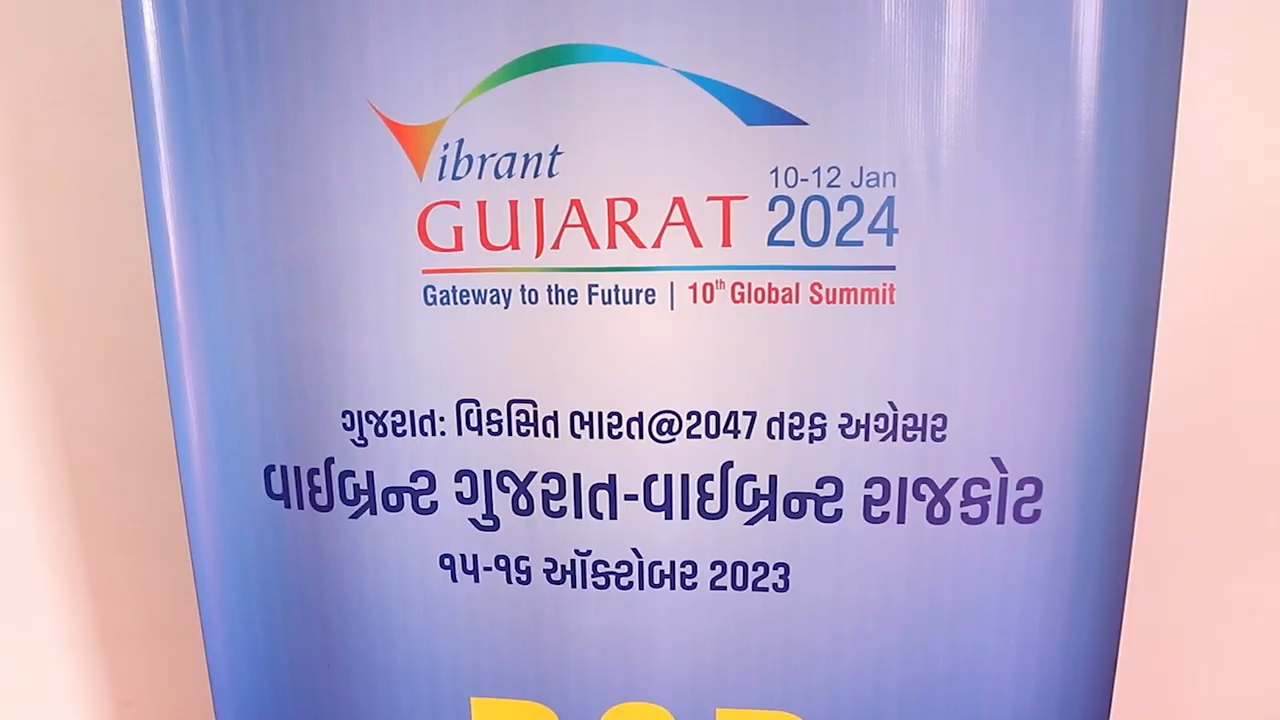 Vibrant
10-12 Jan
GUJARAT 2024
Gateway to the Future | 10th Global Summit
ગુજરાત: વિકસિત ભારત@2047 તરફ અગ્રેસર
વાઈબ્રન્ટ ગુજરાત-વાઈબ્રન્ટ રાજકોટ
૧૫-૧૬ ઑક્ટોબર 2023